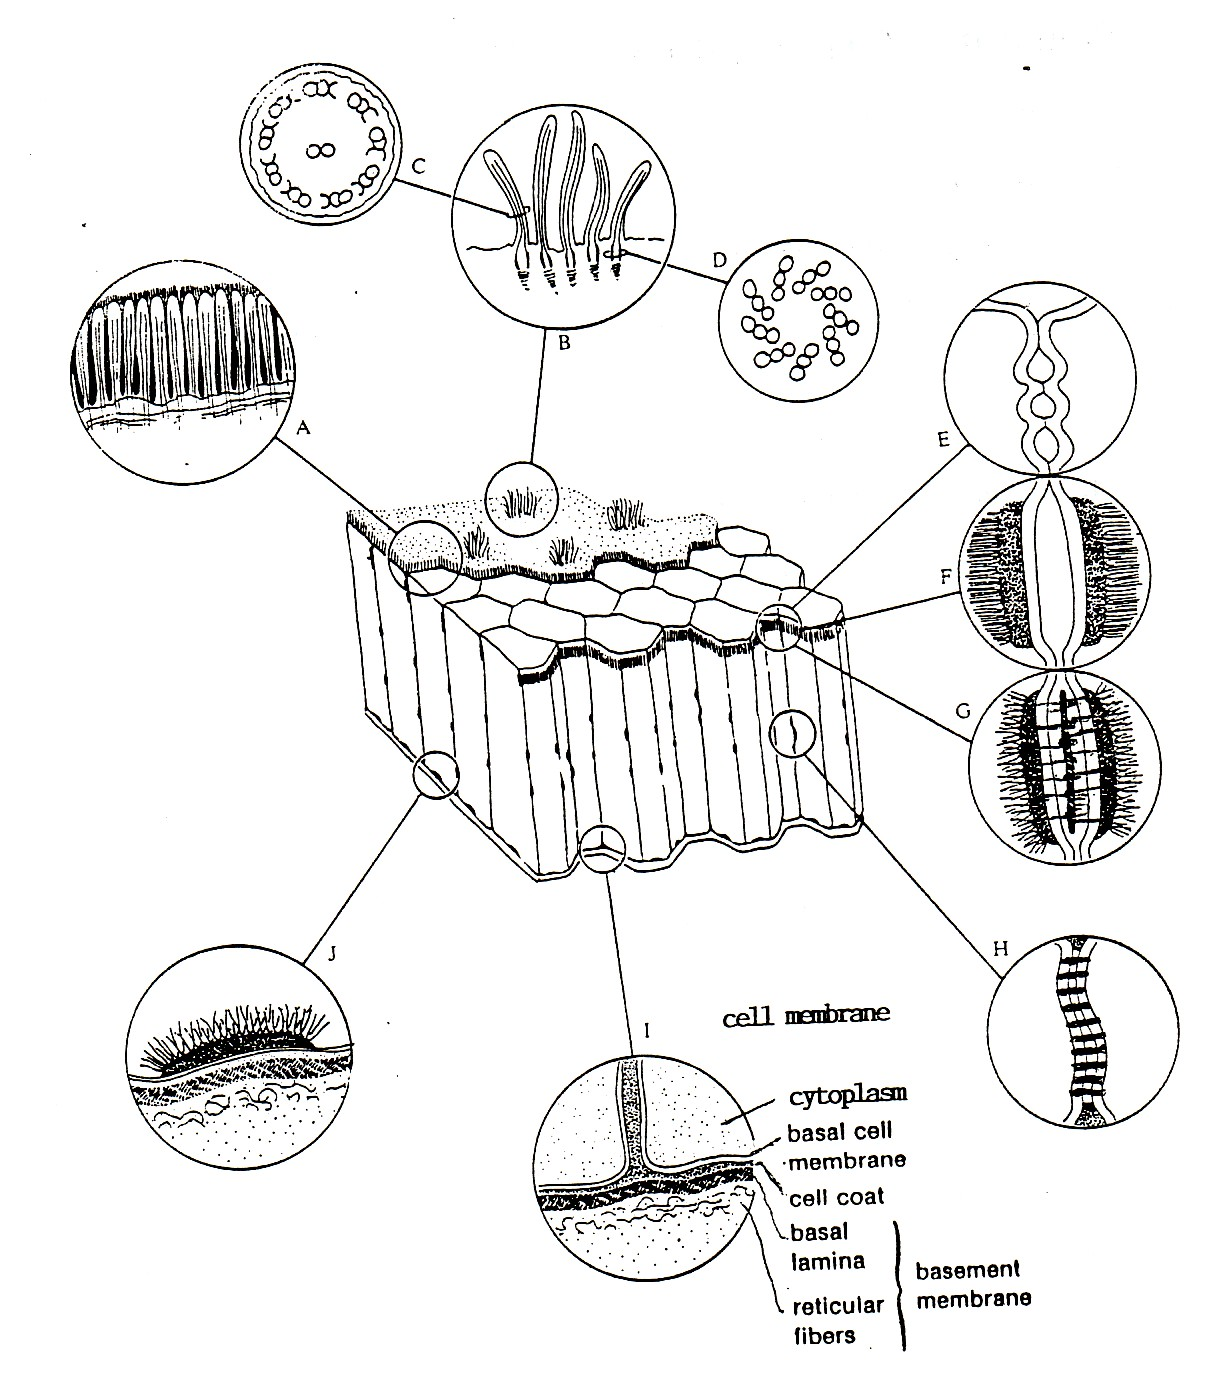 C
D
B
A
E
F
G
H
J
I
cell membrane
cytoplasm
basal cell
membrane
cell coat
basal
lamina
basement
membrane
reticular
fibers